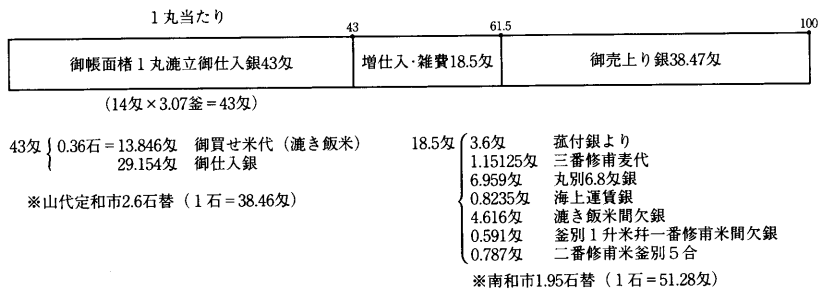 1丸当たり
43 61.5 100
御帳面楮1丸漉立御仕入銀43匁 増仕入・雑費18.5匁 御売上り銀38.47匁
(14匁×3.07釜=43匁)
43匁 0.36石=13.846匁 御買せ米代(漉き飯米)
29.154匁 御仕入銀
※山代定和市2.6石替(1石=38.46匁)
18.5匁 3.6匁 菰付銀より
1.15125匁 三番修甫麦代
6.959匁 丸別6.8匁銀
0.8235匁 海上運賃銀
4.616匁 漉き飯米間欠銀
0.591匁 釜別1升米幷一番修甫米間欠銀
0.787匁 二番修甫米釜別5合
※南和市1.95石替(1石=51.28匁)